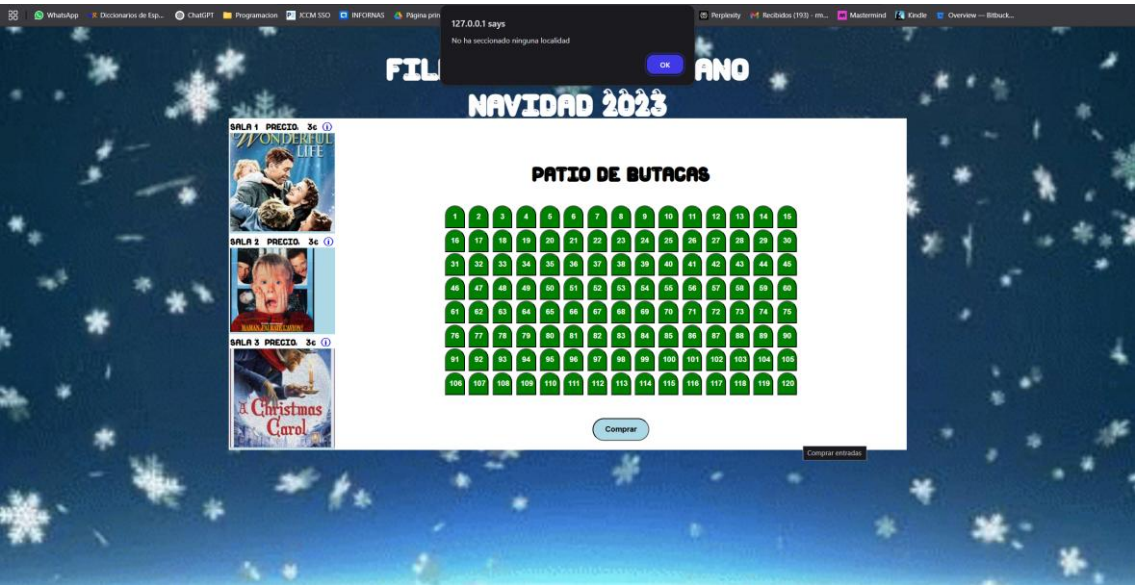 WhatsApp Diccionarios de Esp... ChatGPT Programacion JCCM SSO INFORNAS Página prin Perplexity Recibidos (193) - rm... Mastermind Kindle Overview — Bitbuck...
127.0.0.1 says
No ha seccionado ninguna localidad
OK
FIL ANO
NAVIDAD 2023
SALA 1 PRECIO. 3€
WONDERFUL
LIFE
SALA 2 PRECIO. 3€
SALA 3 PRECIO. 3€
A Christmas
Carol
PATIO DE BUTACAS
1 2 3 4 5 6 7 8 9 10 11 12 13 14 15
16 17 18 19 20 21 22 23 24 25 26 27 28 29 30
31 32 33 34 35 36 37 38 39 40 41 42 43 44 45
46 47 48 49 50 51 52 53 54 55 56 57 58 59 60
61 62 63 64 65 66 67 68 69 70 71 72 73 74 75
76 77 78 79 80 81 82 83 84 85 86 87 88 89 90
91 92 93 94 95 96 97 98 99 100 101 102 103 104 105
106 107 108 109 110 111 112 113 114 115 116 117 118 119 120
Comprar
Comprar entradas